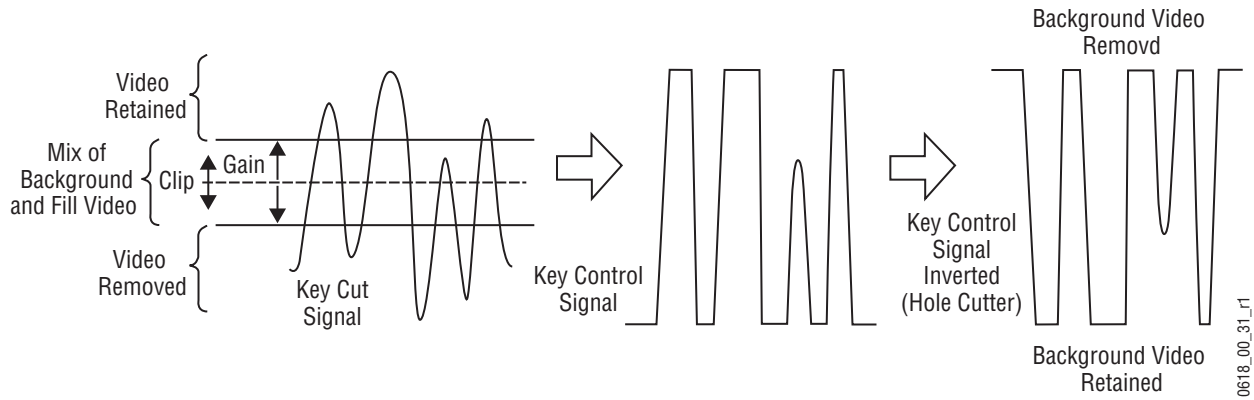 Video
Retained
Mix of
Background
and Fill Video
Clip
Gain
Video
Removed
Key Cut
Signal
Key Control
Signal
Key Control
Signal
Inverted
(Hole Cutter)
Background Video
Removd
Background Video
Retained
0618_00_31_r1